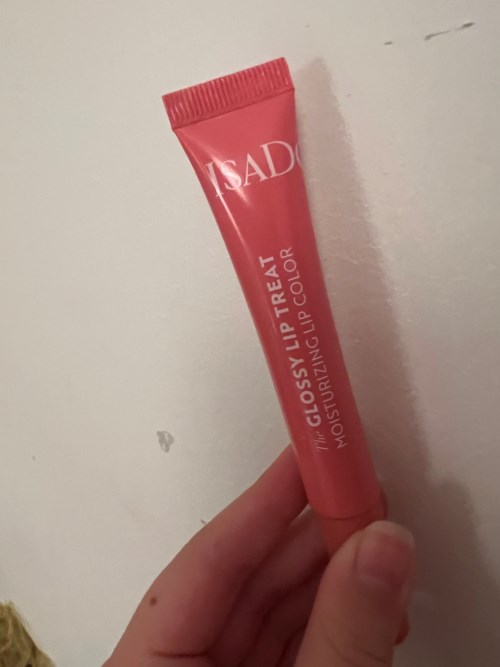 ISADO
The GLOSSY LIP TREAT
MOISTURIZING LIP COLOR